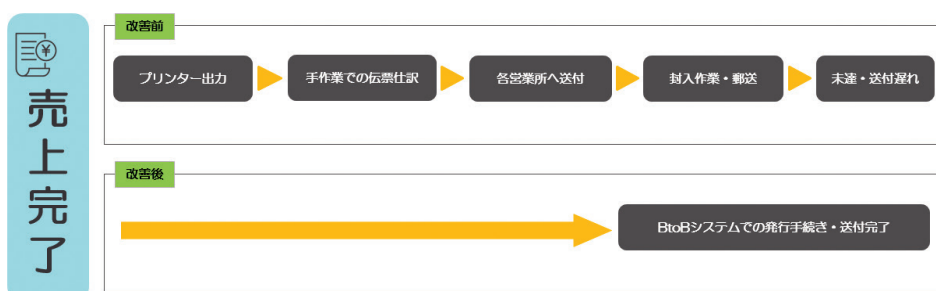 売上完了
改善前
プリンター出力
手作業での伝票仕訳
各営業所へ送付
封入作業・郵送
未達・送付遅れ
改善後
BtoBシステムでの発行手続き・送付完了